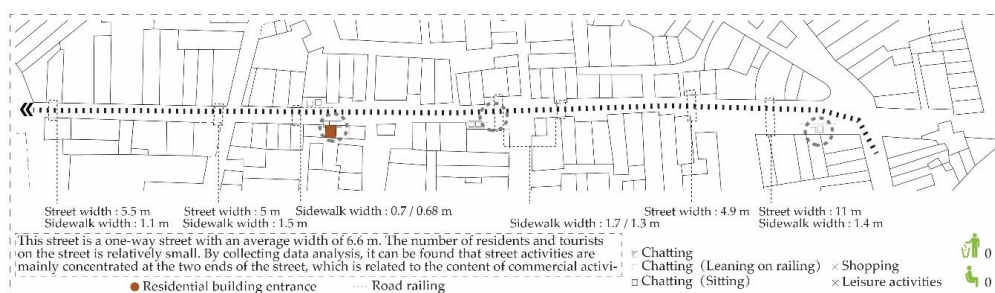 Street width : 5.5 m
Sidewalk width : 1.1 m
Street width : 5 m
Sidewalk width : 1.5 m
Sidewalk width : 0.7 / 0.68 m
Sidewalk width : 1.7 / 1.3 m
Street width : 4.9 m
Street width : 11 m
Sidewalk width : 1.4 m
This street is a one-way street with an average width of 6.6 m. The number of residents and tourists
on the street is relatively small. By collecting data analysis, it can be found that street activities are
mainly concentrated at the two ends of the street, which is related to the content of commercial activi-
Residential building entrance
Road railing
Chatting
Chatting (Leaning on railing)
Chatting (Sitting)
× Shopping
× Leisure activities
0
0